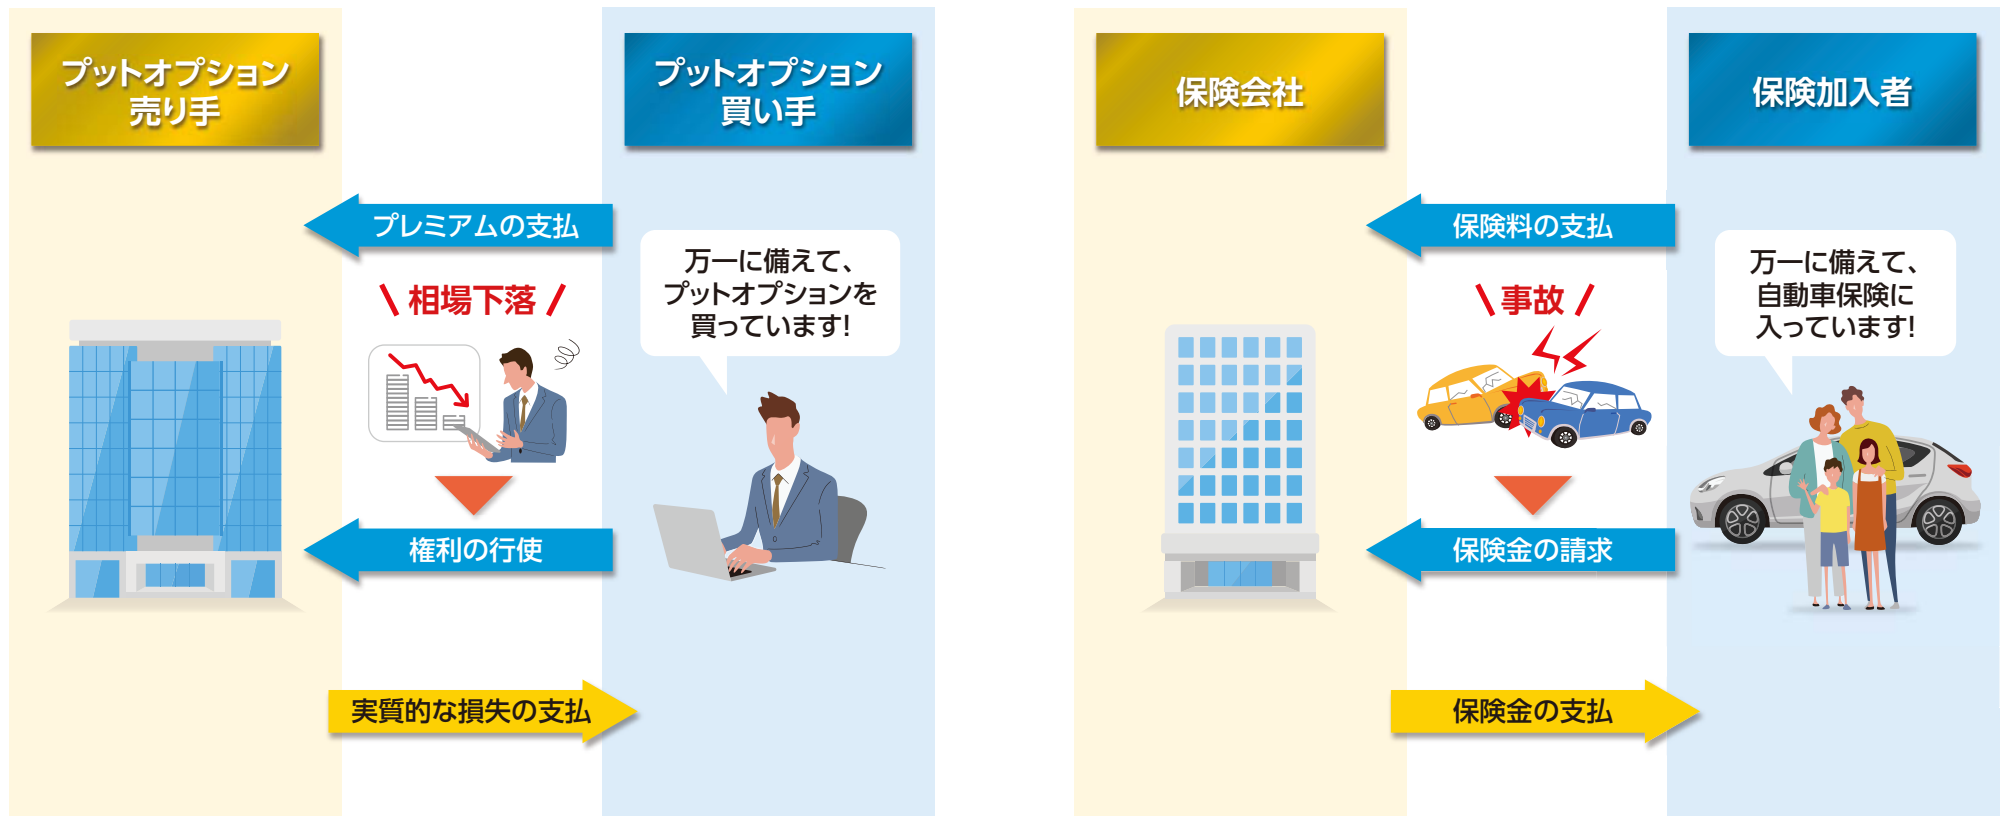 プットオプション
売り手
プットオプション
買い手
プレミアムの支払
万一に備えて、
プットオプションを
買っています!
相場下落
権利の行使
実質的な損失の支払
保険会社
保険加入者
保険料の支払
万一に備えて、
自動車保険に
入っています!
事故
保険金の請求
保険金の支払